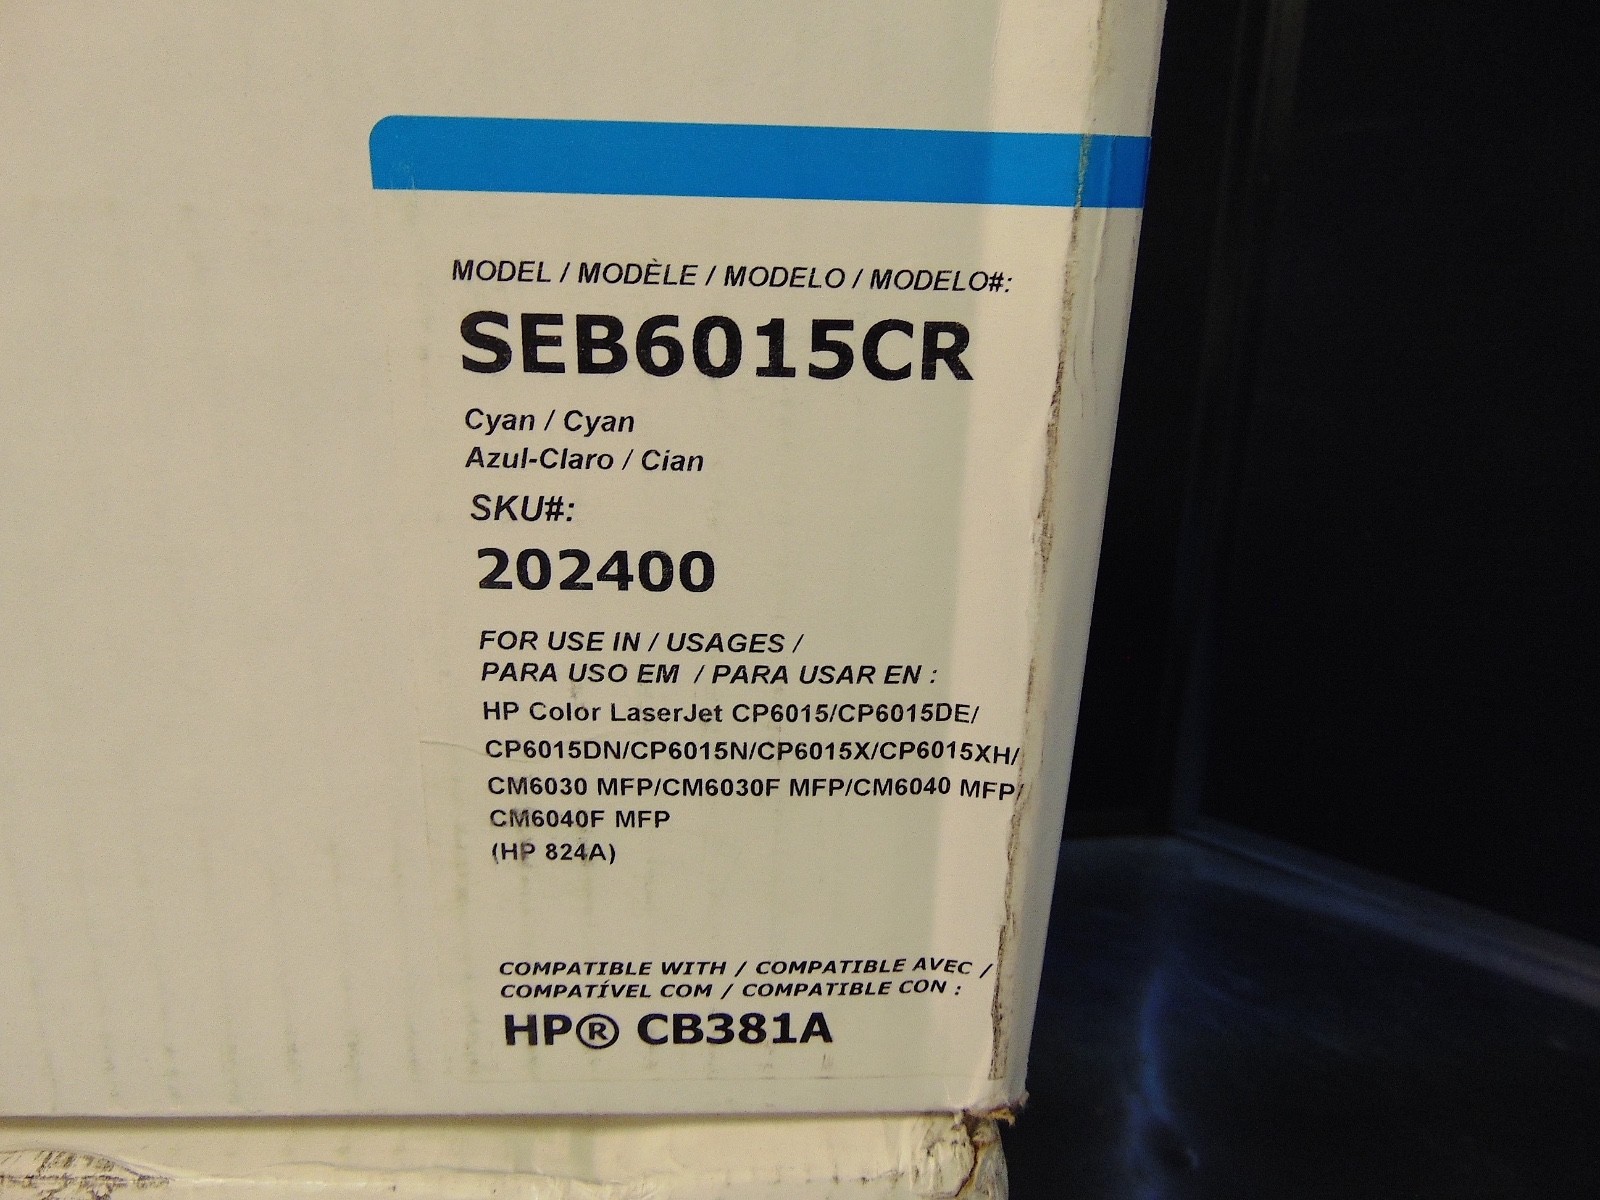 MODEL / MODÈLE / MODELO / MODELO#:
SEB6015CR
Cyan / Cyan
Azul-Claro / Cian
SKU#:
202400
FOR USE IN / USAGES /
PARA USO EM / PARA USAR EN :
HP Color LaserJet CP6015/CP6015DE/
CP6015DN/CP6015N/CP6015X/CP6015XH/
CM6030 MFP/CM6030F MFP/CM6040 MFP/
CM6040F MFP
(HP 824A)
COMPATIBLE WITH / COMPATIBLE AVEC /
COMPATÍVEL COM / COMPATIBLE CON :
HP® CB381A